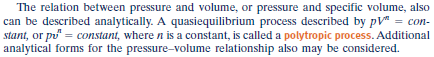 The relation between pressure and volume, or pressure and specific volume, also
can be described analytically. A quasiequilibrium process described by pVⁿ = con-
stant, or pvⁿ = constant, where n is a constant, is called a polytropic process. Additional
analytical forms for the pressure–volume relationship also may be considered.